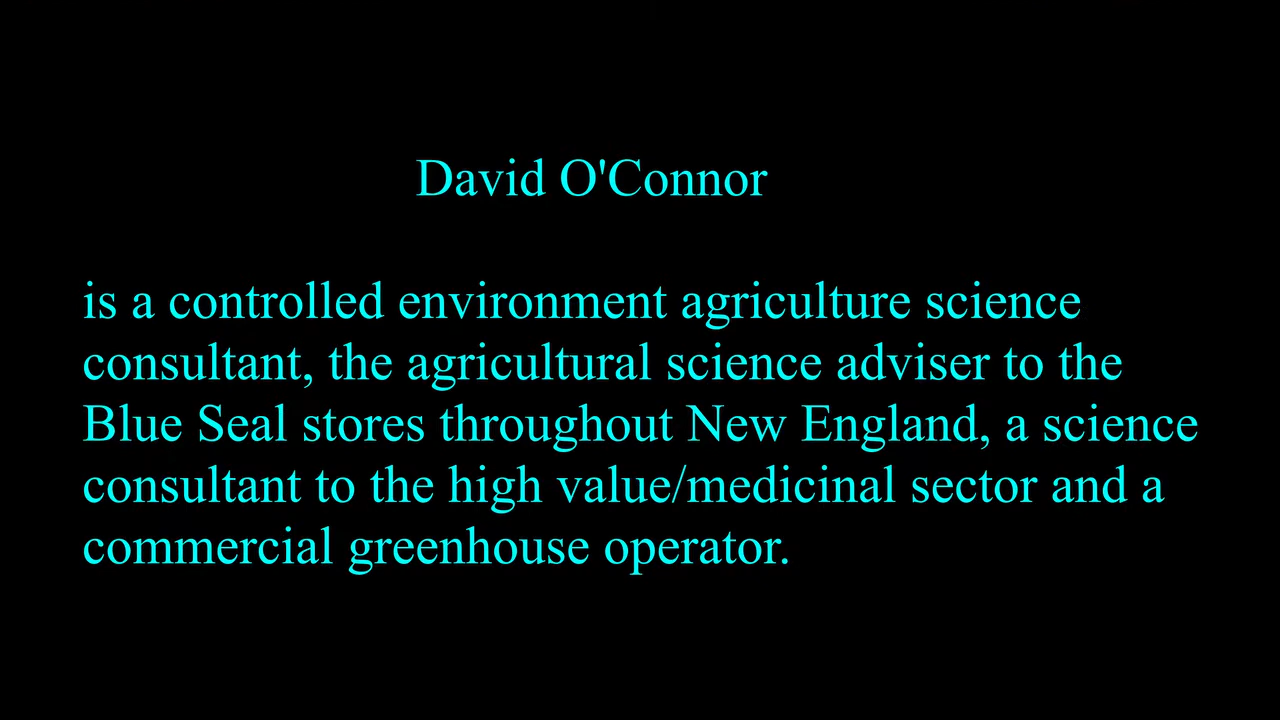 David O'Connor
is a controlled environment agriculture science
consultant, the agricultural science adviser to the
Blue Seal stores throughout New England, a science
consultant to the high value/medicinal sector and a
commercial greenhouse operator.